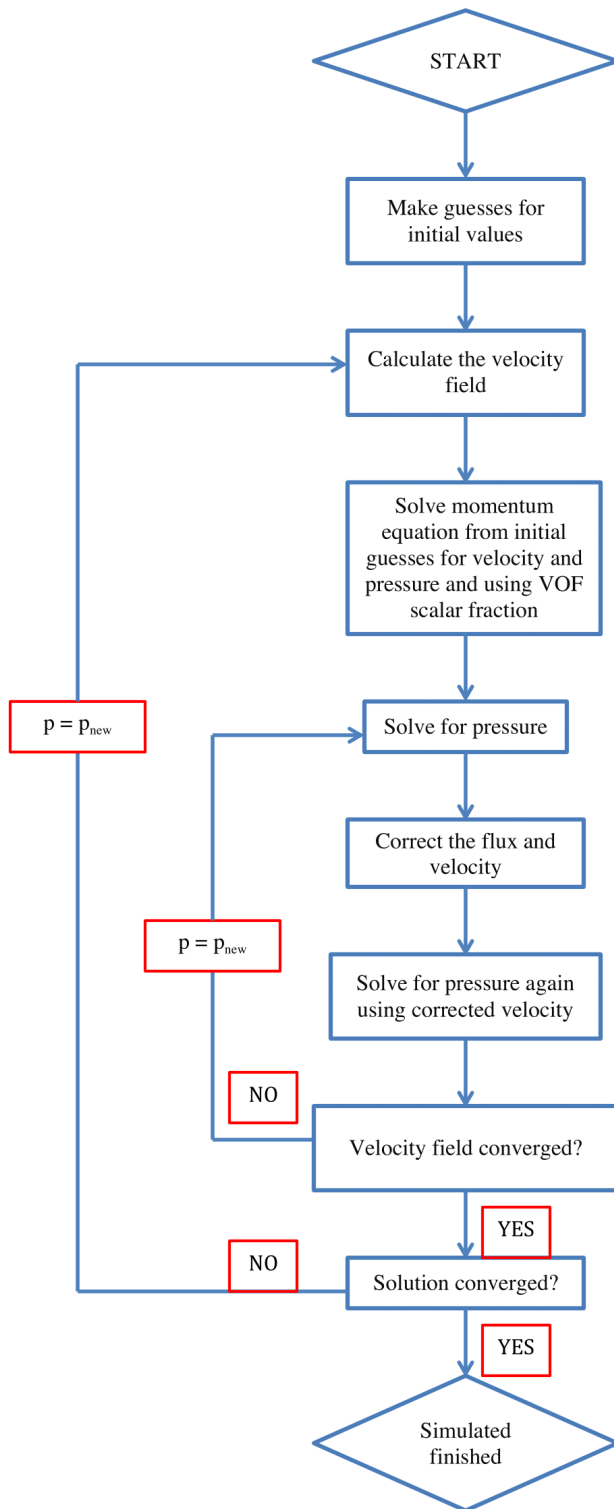 START
Make guesses for
initial values
Calculate the velocity
field
Solve momentum
equation from initial
guesses for velocity and
pressure and using VOF
scalar fraction
p = pnew
Solve for pressure
Correct the flux and
velocity
p = pnew
Solve for pressure again
using corrected velocity
NO
Velocity field converged?
YES
NO
Solution converged?
YES
Simulated
finished